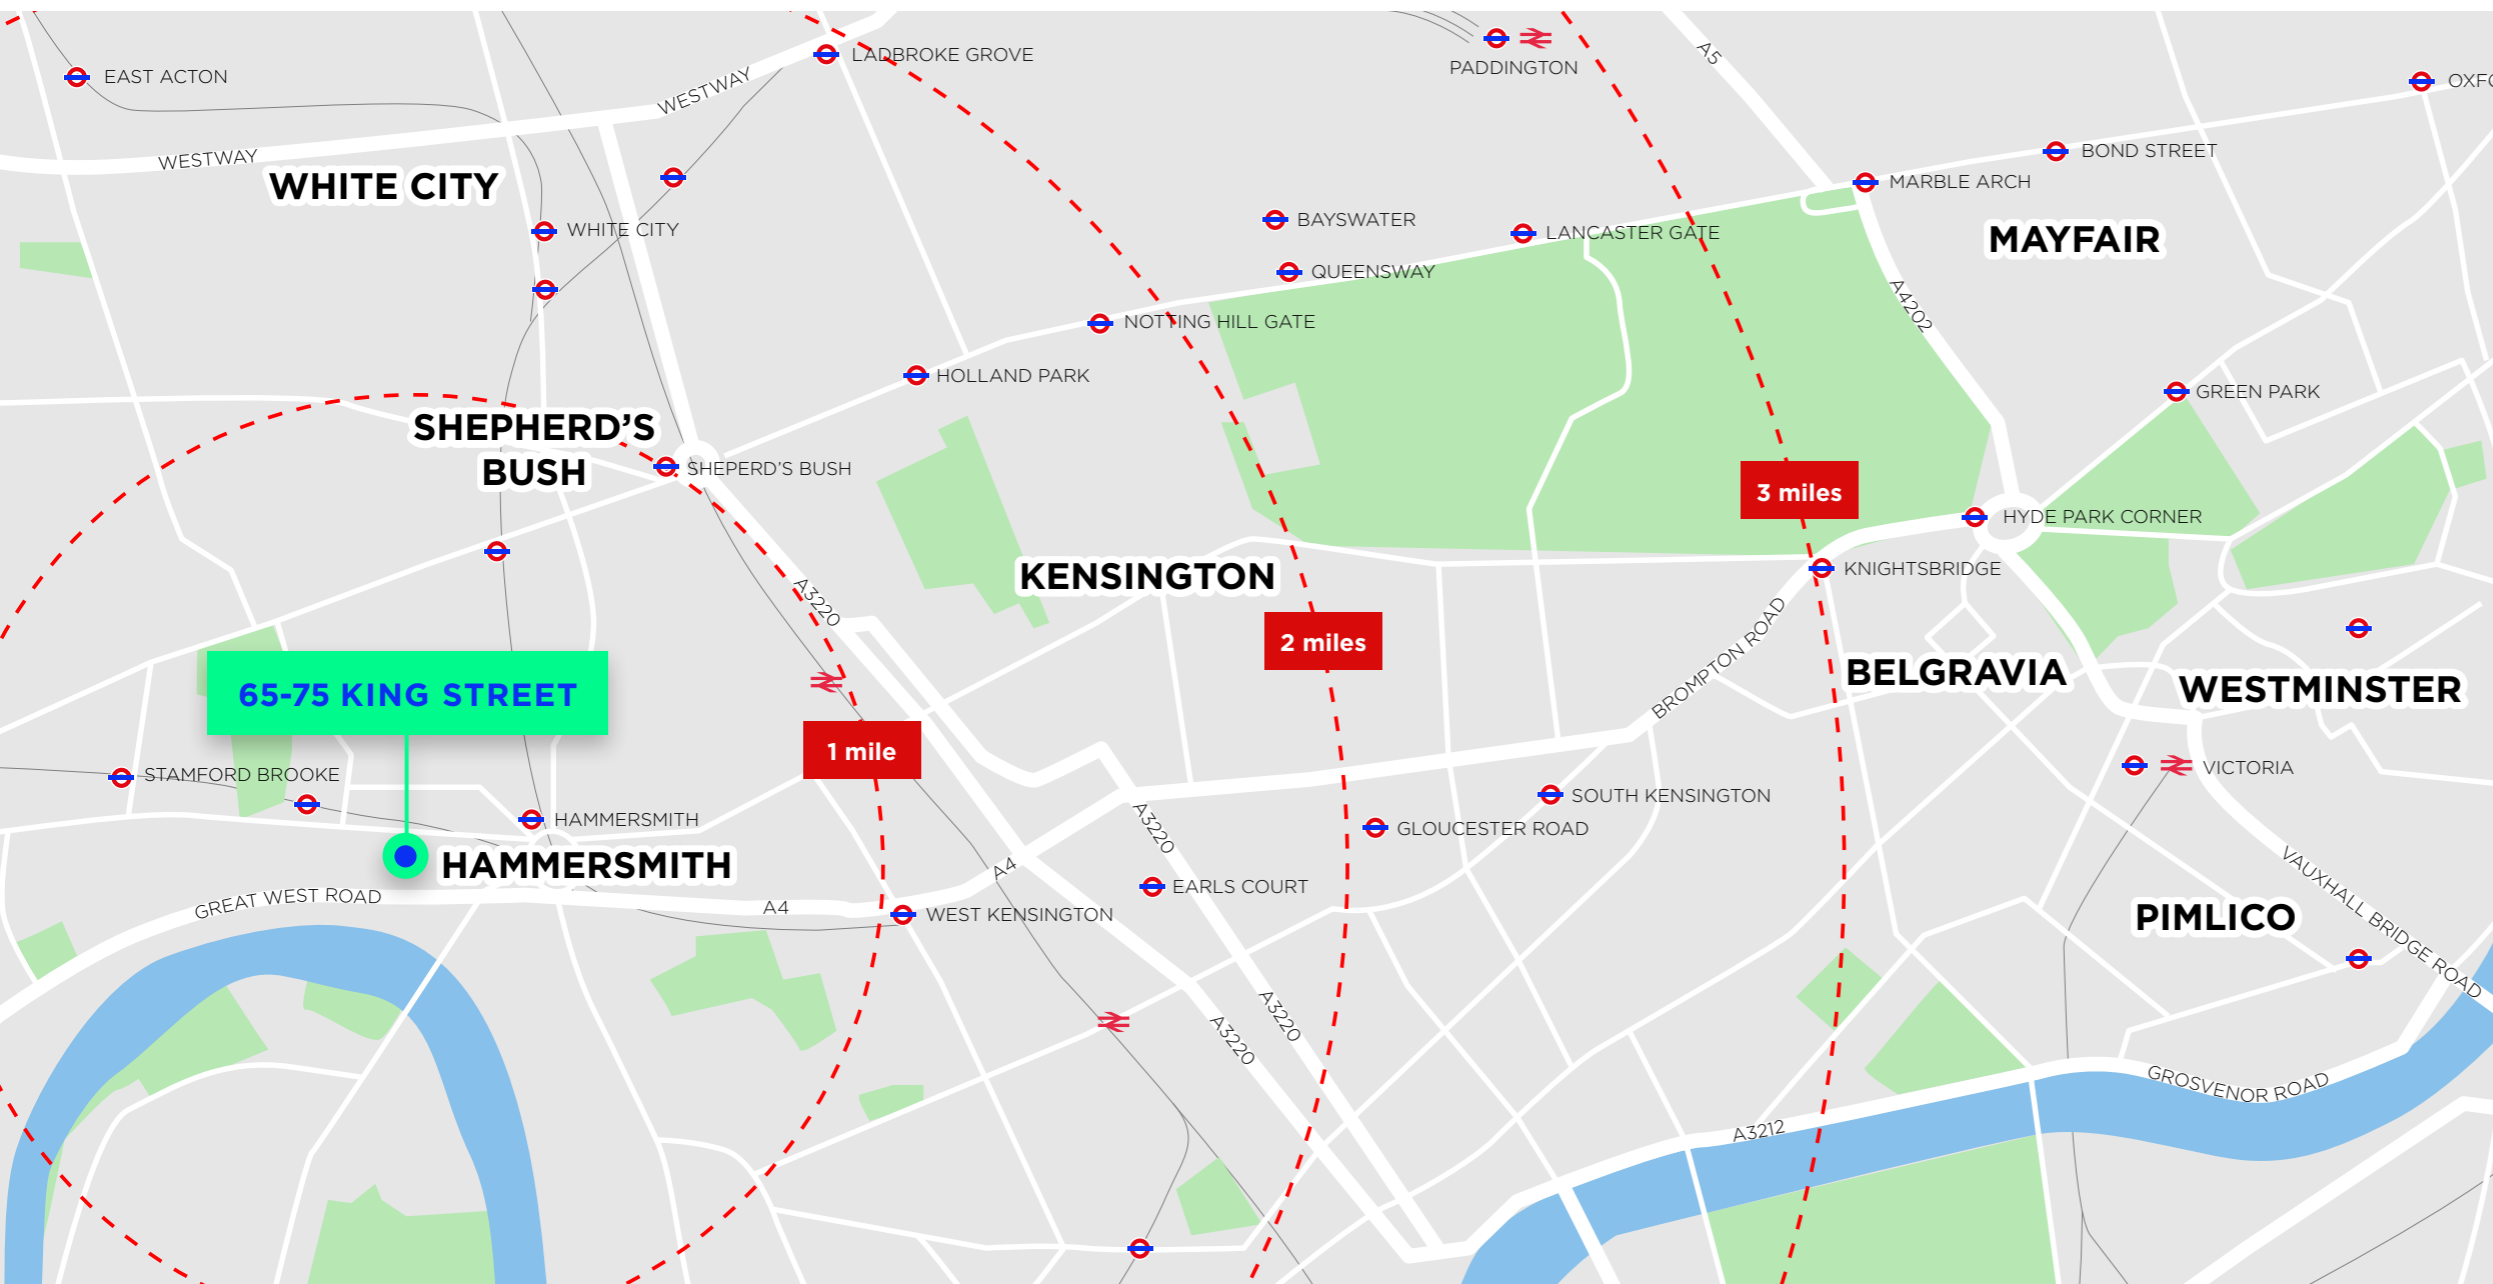 LADBROKE GROVE
PADDINGTON
A5
EAST ACTON
WESTWAY
OXFO
WESTWAY
BOND STREET
WHITE CITY
MARBLE ARCH
WHITE CITY
BAYSWATER
LANCASTER GATE
MAYFAIR
QUEENSWAY
A4202
NOTTING HILL GATE
HOLLAND PARK
GREEN PARK
SHEPHERD'S
BUSH
SHEPERD'S BUSH
3 miles
HYDE PARK CORNER
KENSINGTON
KNIGHTSBRIDGE
A3220
2 miles
BROMPTON ROAD
BELGRAVIA
WESTMINSTER
65-75 KING STREET
1 mile
STAMFORD BROOKE
VICTORIA
SOUTH KENSINGTON
HAMMERSMITH
A3220
GLOUCESTER ROAD
HAMMERSMITH
A4
EARLS COURT
GREAT WEST ROAD
A4
WEST KENSINGTON
PIMLICO
VAUXHALL BRIDGE ROAD
A3220
A3220
GROSVENOR ROAD
A3212